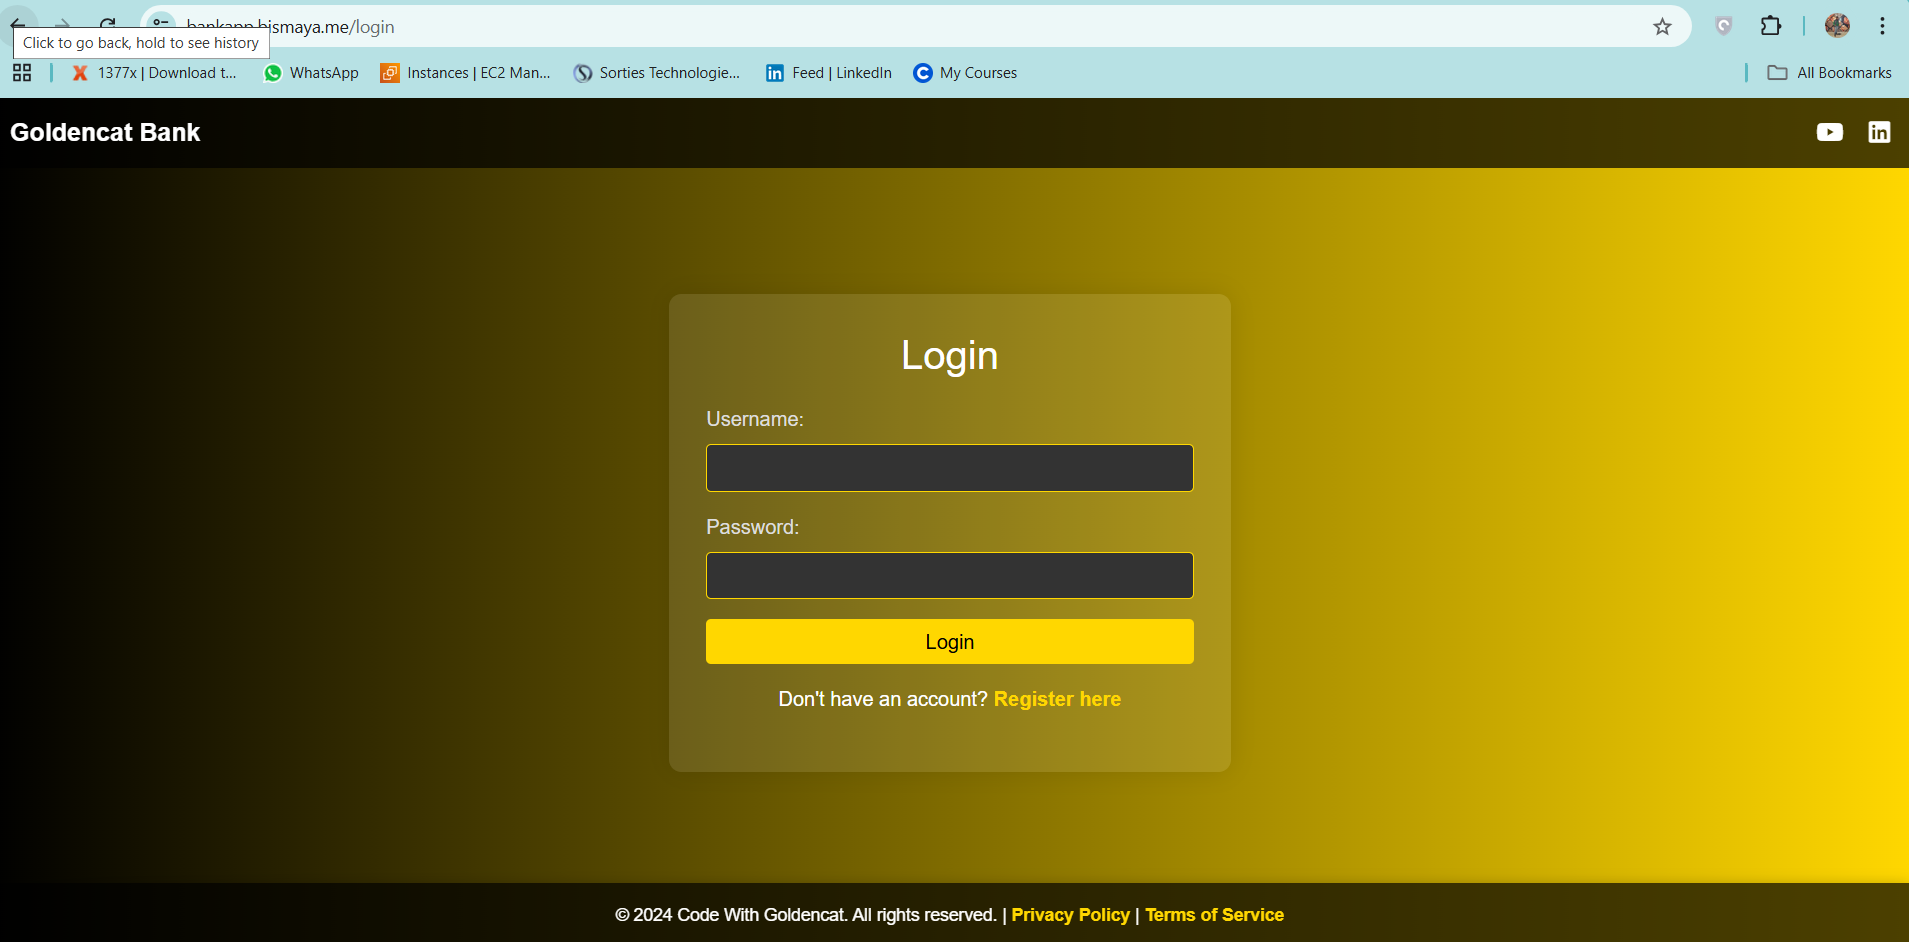 bankapp.bismaya.me/login
Click to go back, hold to see history
1377x | Download t...
WhatsApp
Instances | EC2 Man...
Sorties Technologie...
Feed | LinkedIn
My Courses
All Bookmarks
Goldencat Bank
Login
Username:
Password:
Login
Don't have an account? Register here
© 2024 Code With Goldencat. All rights reserved. | Privacy Policy | Terms of Service